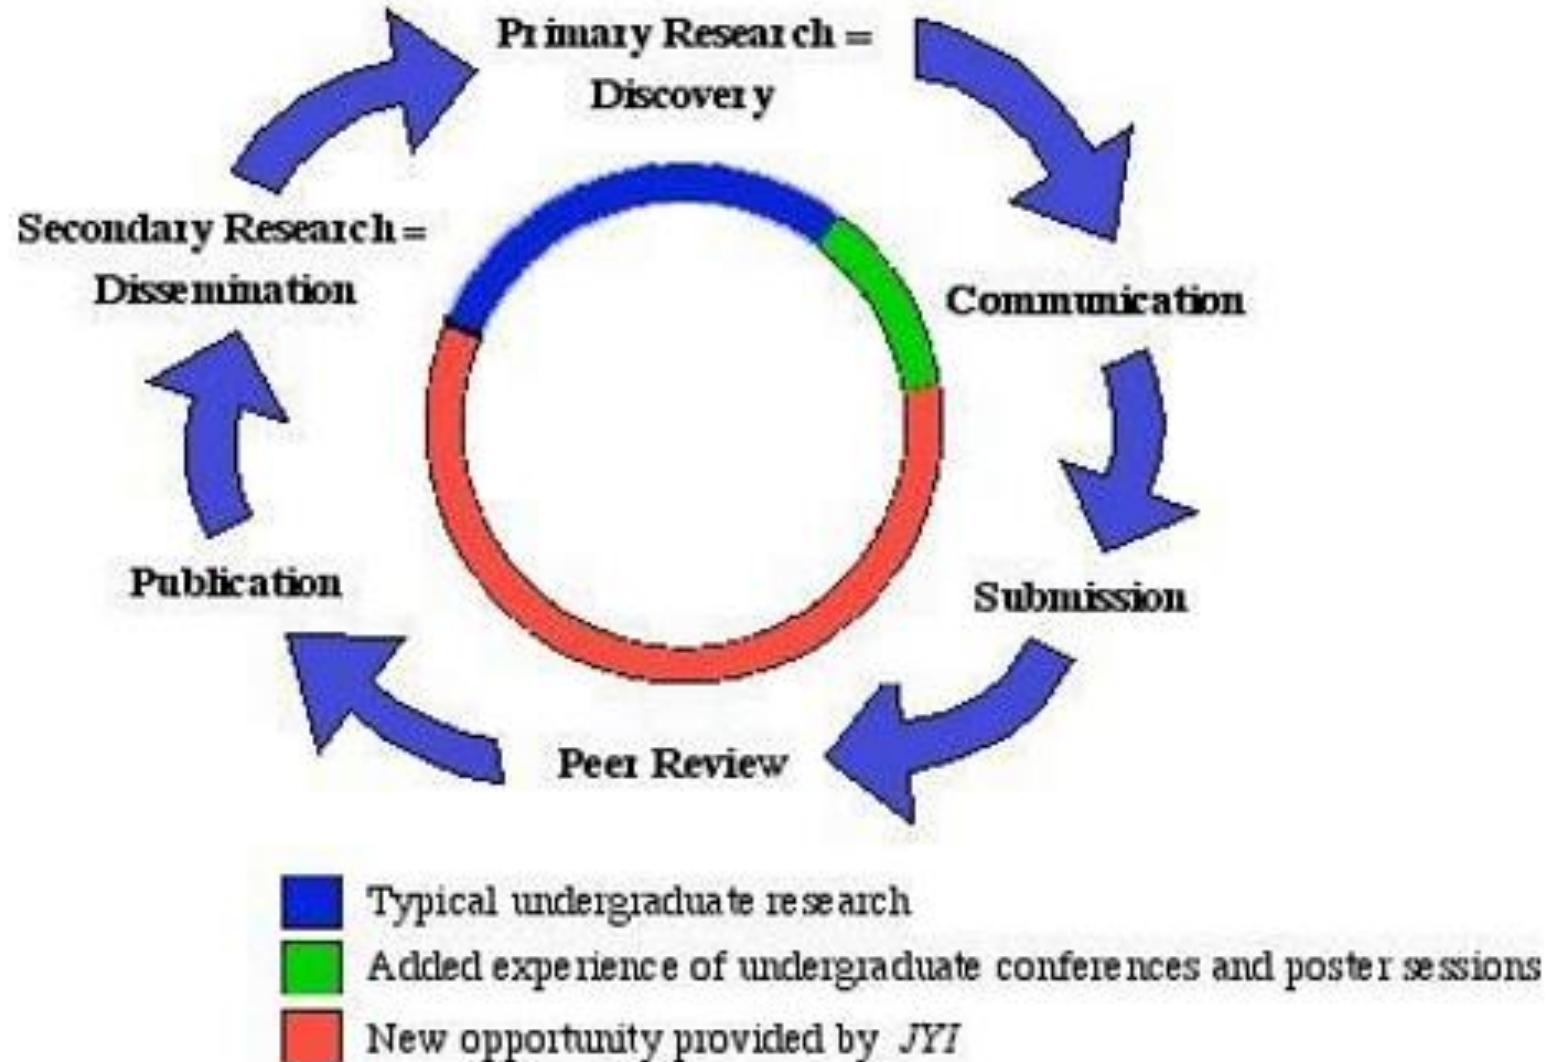 Primary Research =
Discovery
Secondary Research =
Dissemination
Communication
Publication
Submission
Peer Review
Typical undergraduate research
Added experience of undergraduate conferences and poster sessions
New opportunity provided by JYI